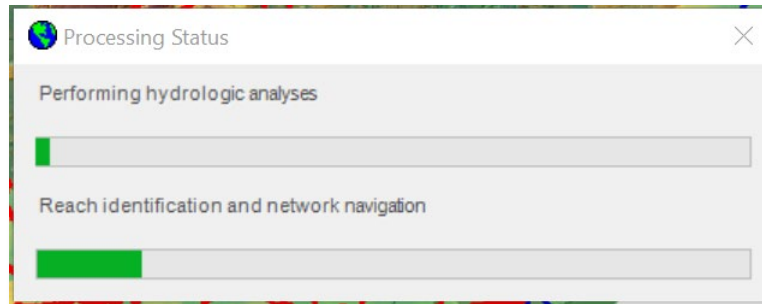 Processing Status
Performing hydrologic analyses
Reach identification and network navigation